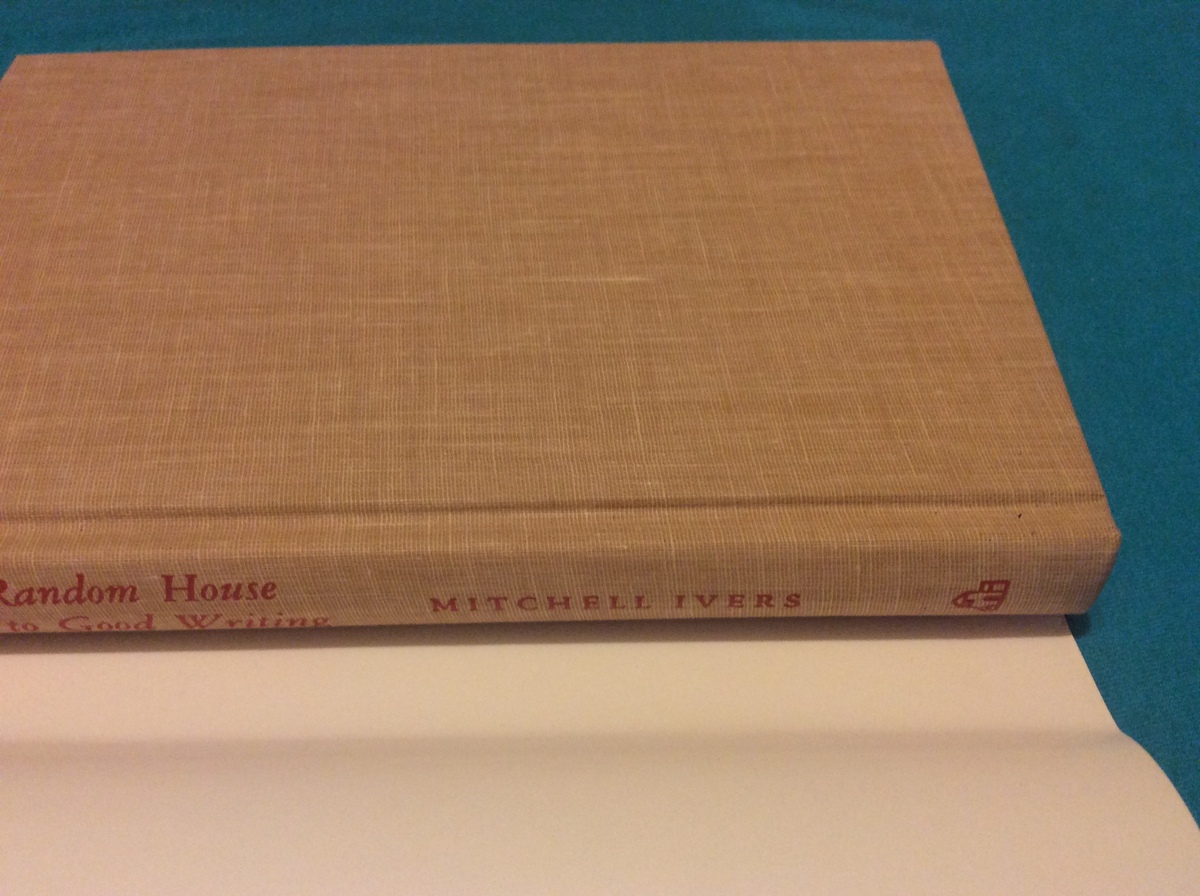 Random House
to Good Writing
MITCHELL IVERS